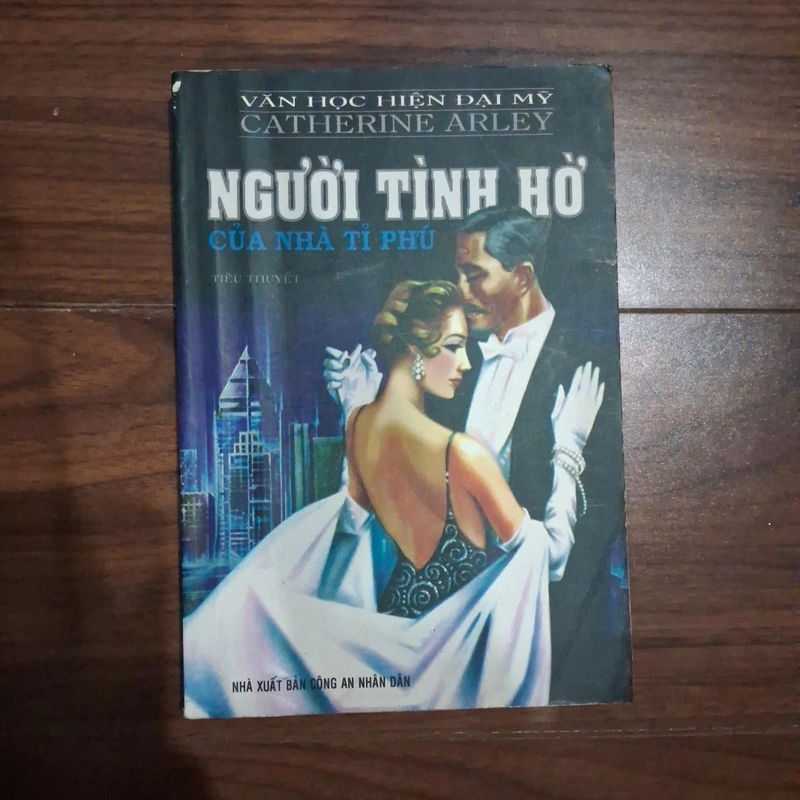 VĂN HỌC HIỆN ĐẠI MỸ
CATHERINE ARLEY
NGƯỜI TÌNH HỜ
CỦA NHÀ TỈ PHÚ
TIỂU THUYẾT
NHÀ XUẤT BẢN CÔNG AN NHÂN DÂN